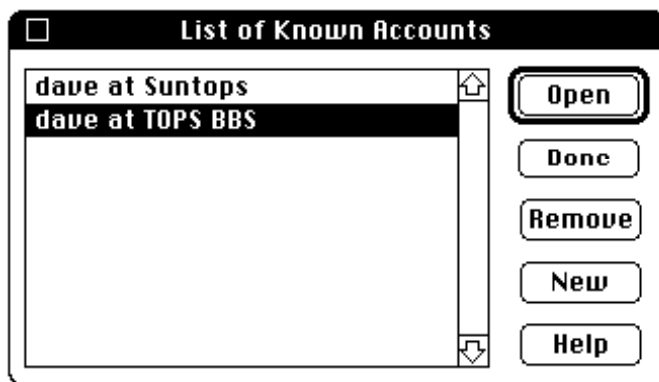 List of Known Accounts
dave at Suntops
dave at TOPS BBS
Open
Done
Remove
New
Help